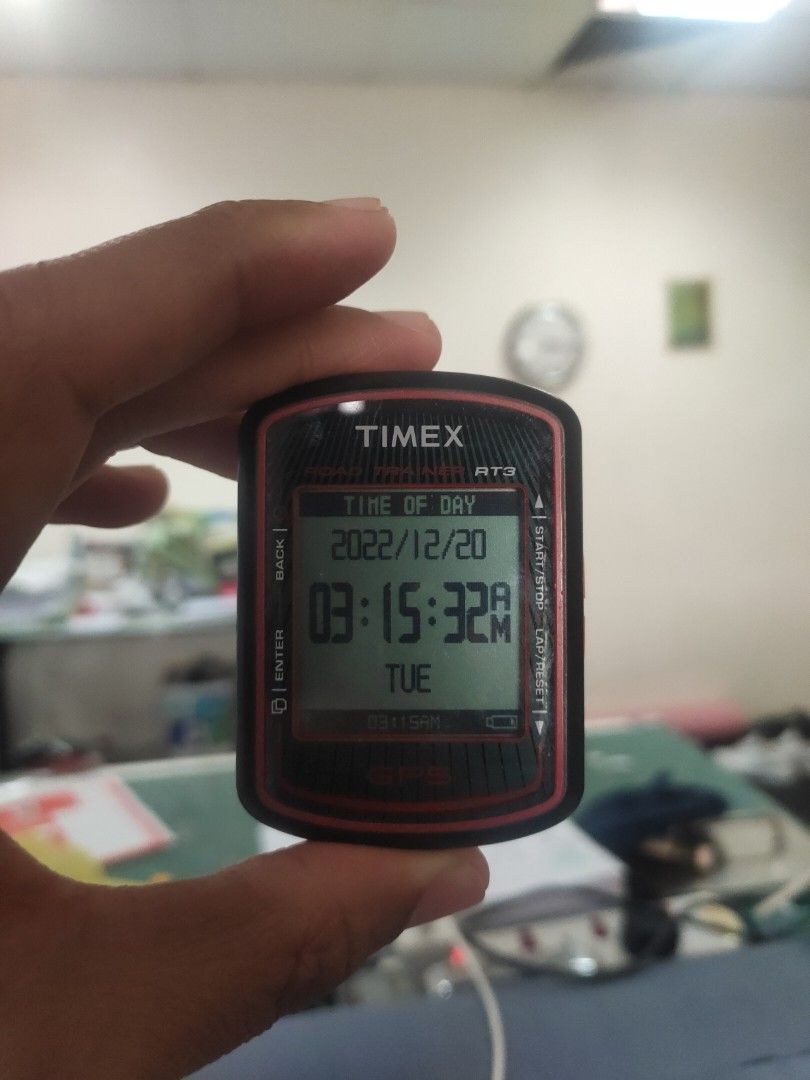 TIMEX
ROAD TRAINER RT3
TIME OF DAY
2022/12/20
03:15:32AM
TUE
03:15AM
GPS
BACK
ENTER
START/STOP
LAP/RESET